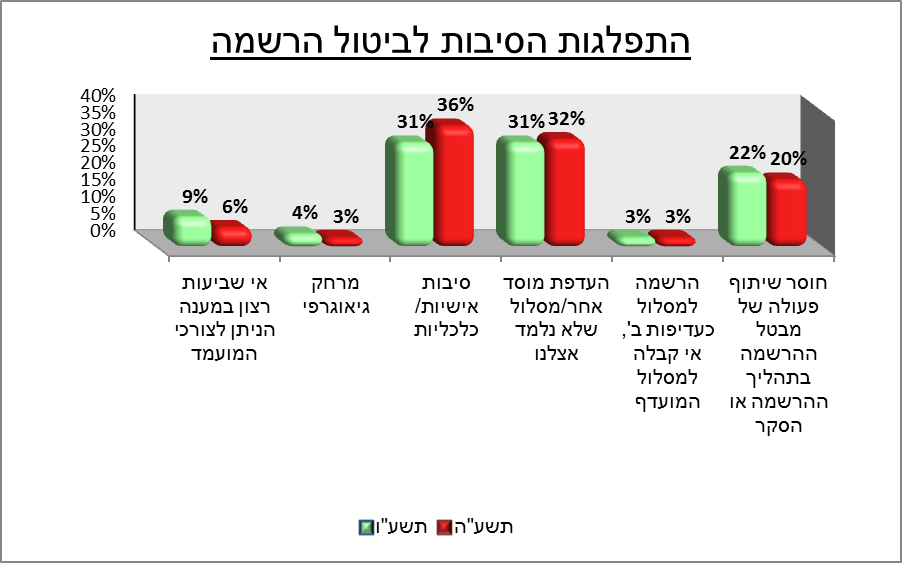 התפלגות הסיבות לביטול הרשמה
40%
35%
30%
25%
20%
15%
10%
5%
0%
9%
6%
4%
3%
31%
36%
31%
32%
3%
3%
22%
20%
אי שביעות
רצון במענה
הניתן לצורכי
המועמד
מרחק
גיאוגרפי
סיבות
אישיות/
כלכליות
העדפת מוסד
אחר/מסלול
שלא נלמד
אצלנו
הרשמה
למסלול
כעדיפות ב',
אי קבלה
למסלול
המועדף
חוסר שיתוף
פעולה של
מבטל
ההרשמה
בתהליך
ההרשמה או
הסקר
תשע"ו
תשע"ה